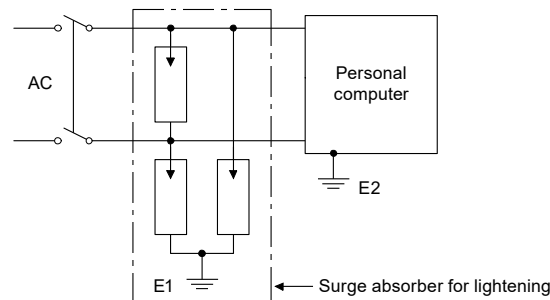 AC
Personal
computer
E2
E1
Surge absorber for lightening